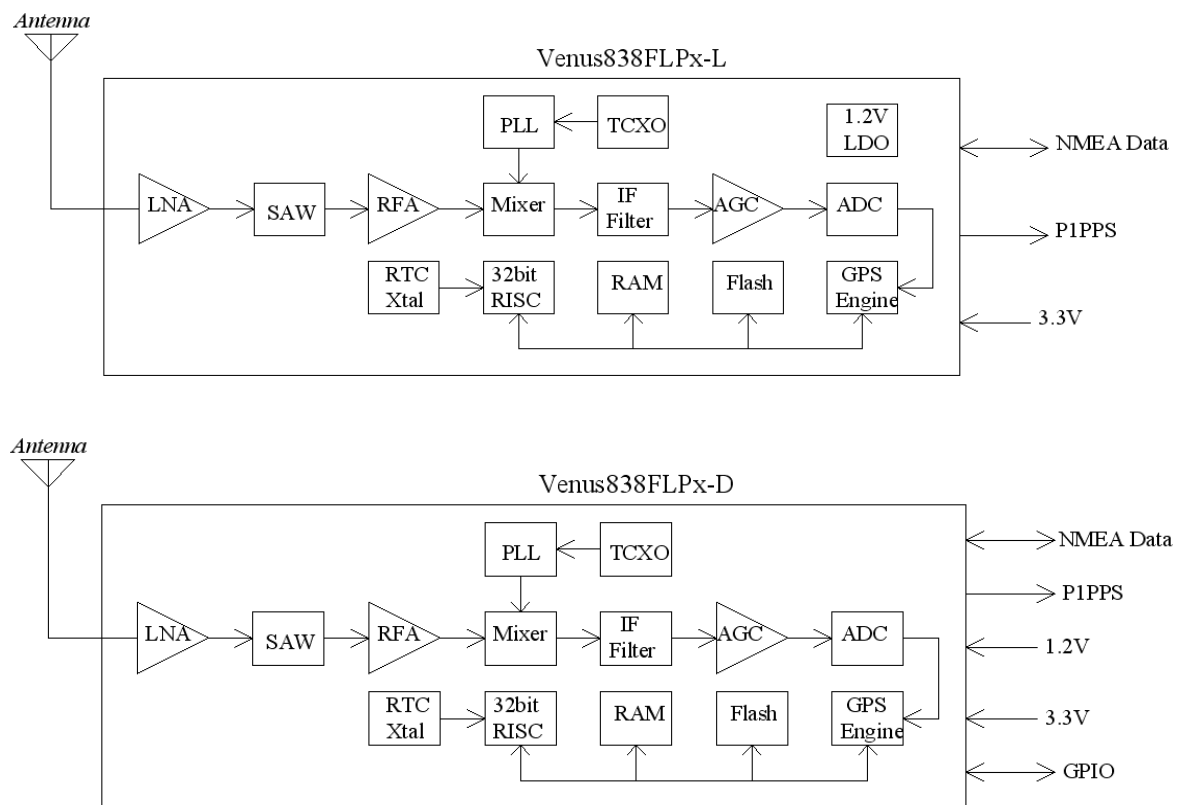 Antenna
Venus838FLPx-L
PLL
TCXO
1.2V
LDO
NMEA Data
LNA
SAW
RFA
Mixer
IF
Filter
AGC
ADC
P1PPS
RTC
Xtal
32bit
RISC
RAM
Flash
GPS
Engine
3.3V
Antenna
Venus838FLPx-D
PLL
TCXO
NMEA Data
P1PPS
LNA
SAW
RFA
Mixer
IF
Filter
AGC
ADC
1.2V
RTC
Xtal
32bit
RISC
RAM
Flash
GPS
Engine
3.3V
GPIO